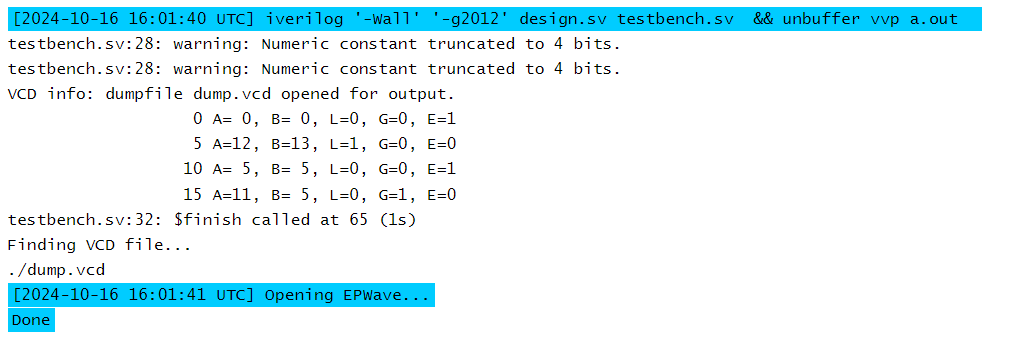 [2024-10-16 16:01:40 UTC] iverilog '-Wall' '-g2012' design.sv testbench.sv  && unbuffer vvp a.out
testbench.sv:28: warning: Numeric constant truncated to 4 bits.
testbench.sv:28: warning: Numeric constant truncated to 4 bits.
VCD info: dumpfile dump.vcd opened for output.
                   0 A= 0, B= 0, L=0, G=0, E=1
                   5 A=12, B=13, L=1, G=0, E=0
                  10 A= 5, B= 5, L=0, G=0, E=1
                  15 A=11, B= 5, L=0, G=1, E=0
testbench.sv:32: $finish called at 65 (1s)
Finding VCD file...
./dump.vcd
[2024-10-16 16:01:41 UTC] Opening EPWave...
Done